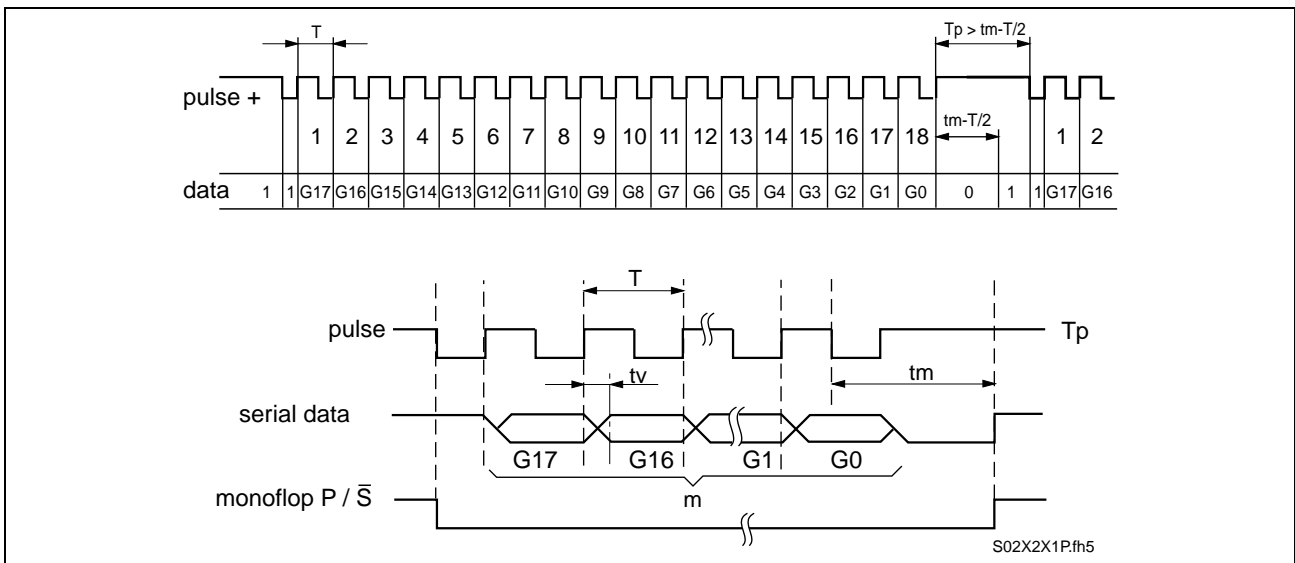 T
Tp > tm-T/2
pulse +
tm-T/2
1 2 3 4 5 6 7 8 9 10 11 12 13 14 15 16 17 18 1 2
data 1 1 G17 G16 G15 G14 G13 G12 G11 G10 G9 G8 G7 G6 G5 G4 G3 G2 G1 G0 0 1 1 G17 G16
T
pulse Tp
tv tm
serial data
G17 G16 G1 G0
m
monoflop P / S̅
S02X2X1P.fh5